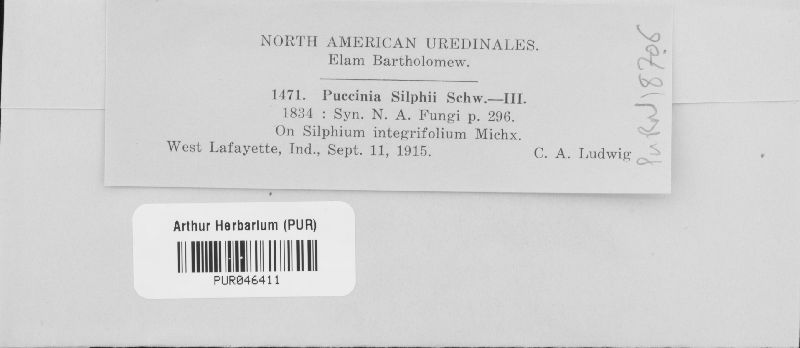 NORTH AMERICAN UREDINALES.
Elam Bartholomew.
1471. Puccinia Silphii Schw.—III.
1834 : Syn. N. A. Fungi p. 296.
On Silphium integrifolium Michx.
West Lafayette, Ind., Sept. 11, 1915. C. A. Ludwig
PURN18706
Arthur Herbarium (PUR)
PUR046411